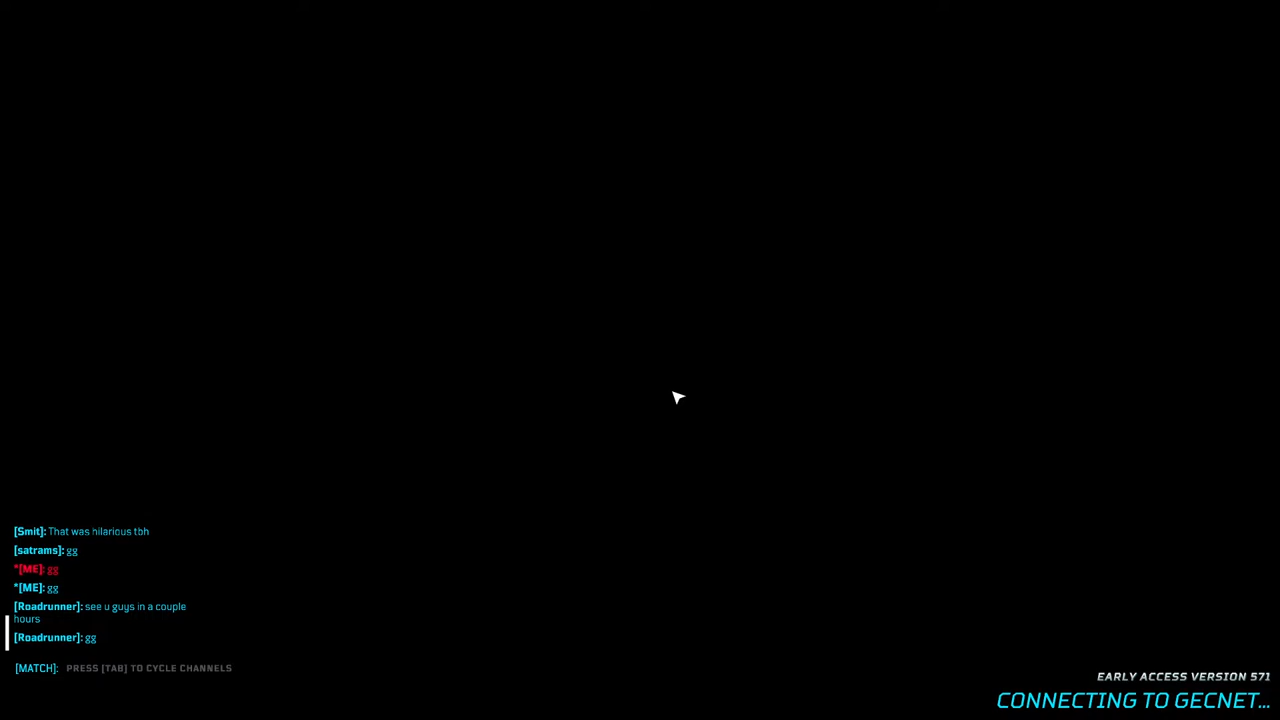 [Smit]: That was hilarious tbh
[satrams]: gg
*[ME]: gg
*[ME]: gg
[Roadrunner]: see u guys in a couple
hours
[Roadrunner]: gg
[MATCH]: PRESS [TAB] TO CYCLE CHANNELS
EARLY ACCESS VERSION 571
CONNECTING TO GECNET...